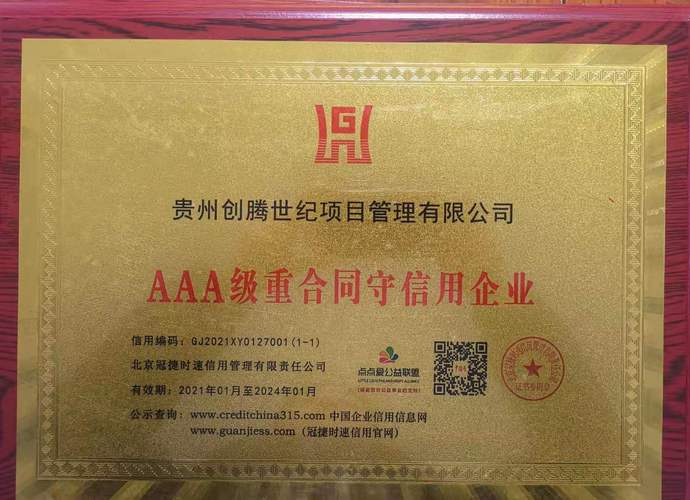 贵州创腾世纪项目管理有限公司
AAA级重合同守信用企业
信用编码：GJ2021XY0127001(1-1)
北京冠捷时速信用管理有限责任公司
有效期：2021年01月至2024年01月
公示查询：www.creditchina315.com 中国企业信用信息网
www.guanjiess.com（冠捷时速信用官网）
点点爱公益联盟
证书专用章